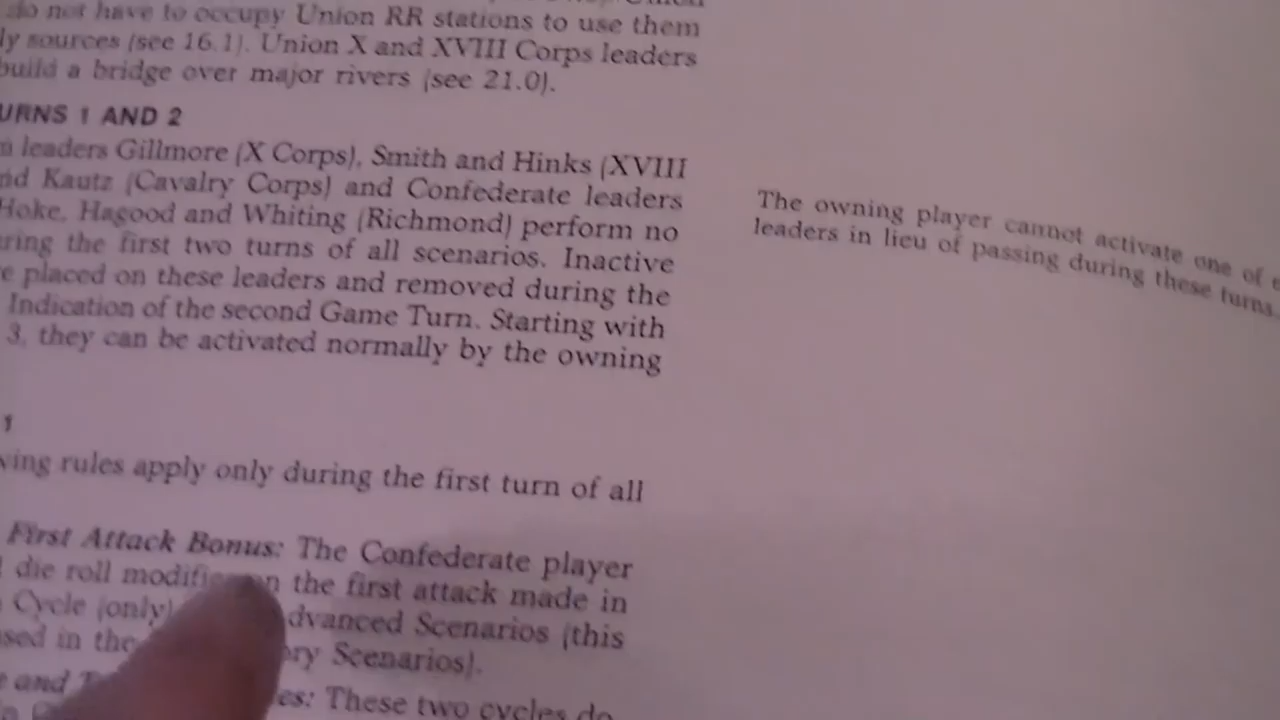 do not have to occupy Union RR stations to use them
ly sources (see 16.1). Union X and XVIII Corps leaders
build a bridge over major rivers (see 21.0).
URNS 1 AND 2
n leaders Gillmore (X Corps), Smith and Hinks (XVIII
nd Kautz (Cavalry Corps) and Confederate leaders
Hoke, Hagood and Whiting (Richmond) perform no
uring the first two turns of all scenarios. Inactive
e placed on these leaders and removed during the
Indication of the second Game Turn. Starting with
3, they can be activated normally by the owning
1
ving rules apply only during the first turn of all
First Attack Bonus: The Confederate player
die roll on the first attack made in
Cycle (only) dvanced Scenarios (this
sed in the ry Scenarios).
and es: These two cycles do
The owning player cannot activate one of
leaders in lieu of passing during these turns.